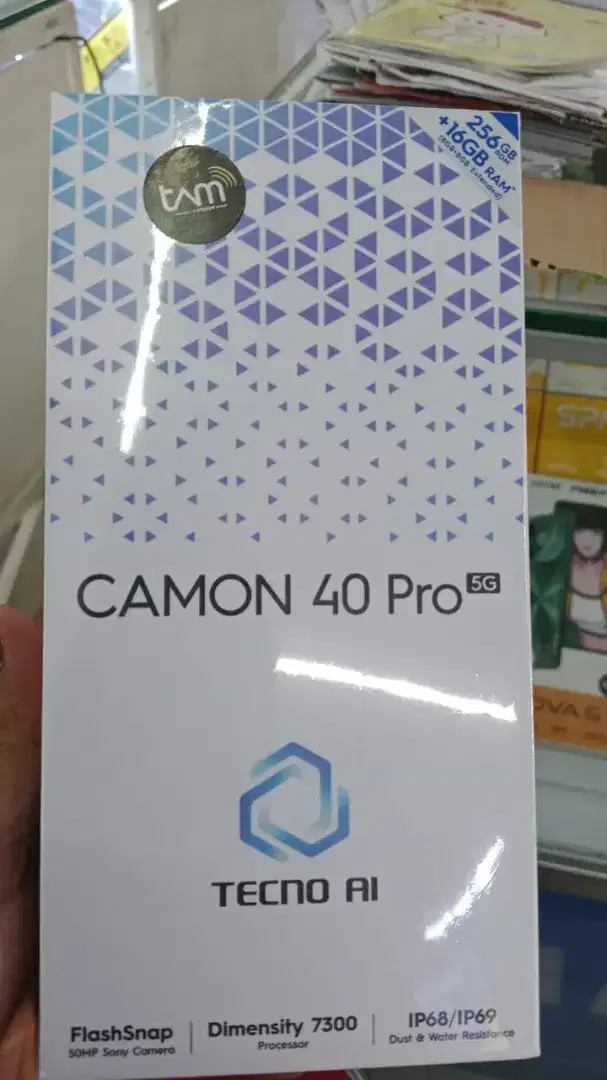 256GB
ROM
+16GB RAM*
(8GB+8GB Extended)
tam
CAMON 40 Pro 5G
TECNO AI
FlashSnap
50MP Sony Camera
Dimensity 7300
Processor
IP68/IP69
Dust & Water Resistance